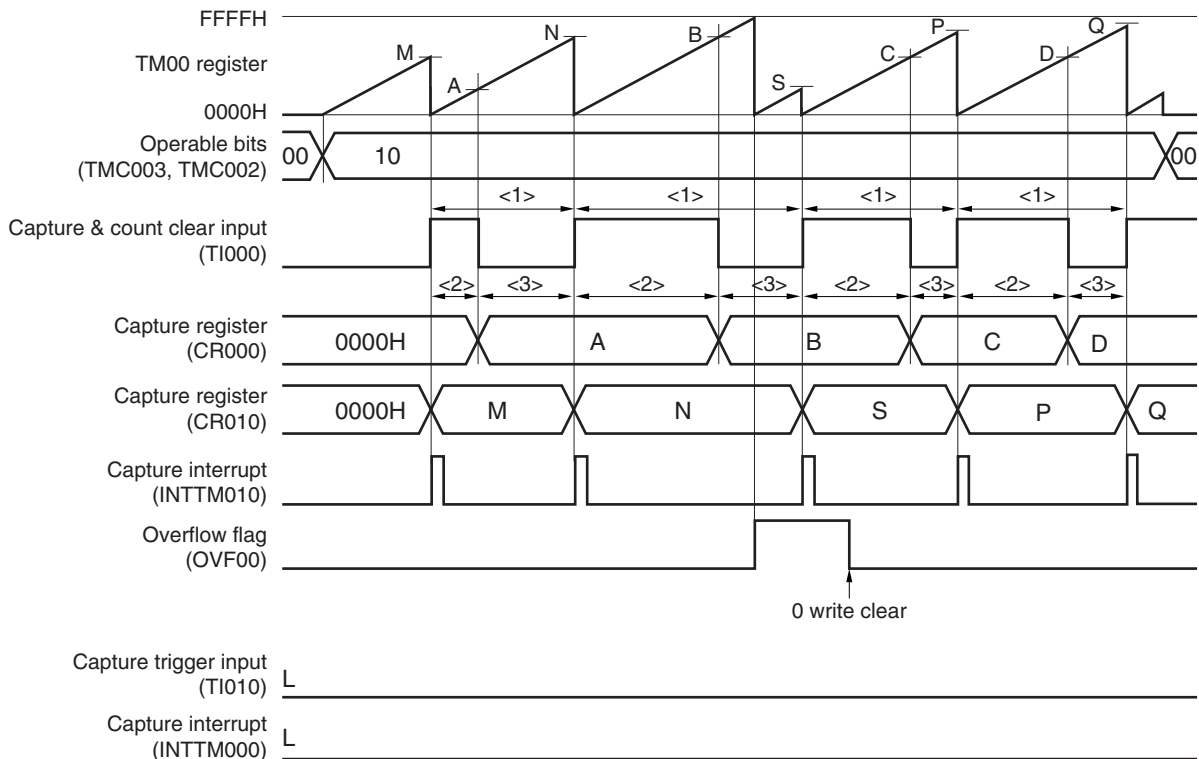 FFFFH
TM00 register
0000H
M A N B S C P D Q
Operable bits
(TMC003, TMC002)
00 10 00
<1> <1> <1> <1>
Capture & count clear input
(TI000)
<2> <3> <2> <3> <2> <3> <2> <3>
Capture register
(CR000)
0000H A B C D
Capture register
(CR010)
0000H M N S P Q
Capture interrupt
(INTTM010)
Overflow flag
(OVF00)
0 write clear
Capture trigger input
(TI010)
L
Capture interrupt
(INTTM000)
L